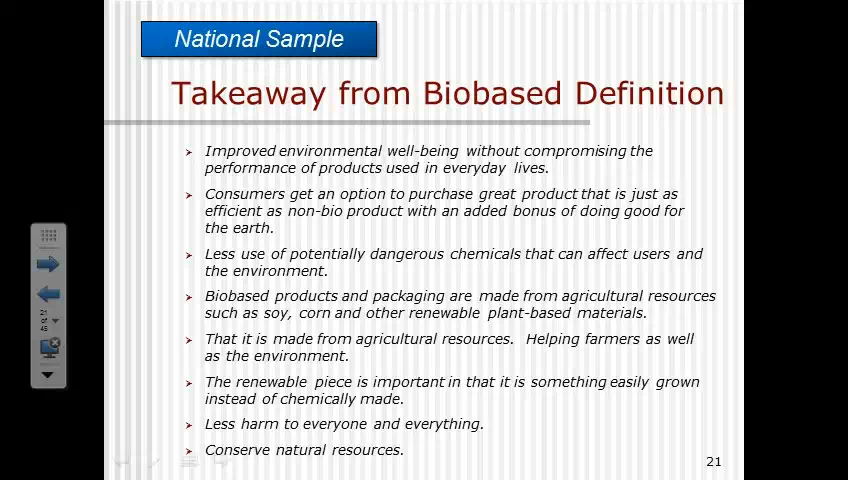 National Sample
Takeaway from Biobased Definition
Improved environmental well-being without compromising the
performance of products used in everyday lives.
Consumers get an option to purchase great product that is just as
efficient as non-bio product with an added bonus of doing good for
the earth.
Less use of potentially dangerous chemicals that can affect users and
the environment.
Biobased products and packaging are made from agricultural resources
such as soy, corn and other renewable plant-based materials.
That it is made from agricultural resources. Helping farmers as well
as the environment.
The renewable piece is important in that it is something easily grown
instead of chemically made.
Less harm to everyone and everything.
Conserve natural resources.
21
of
45
21